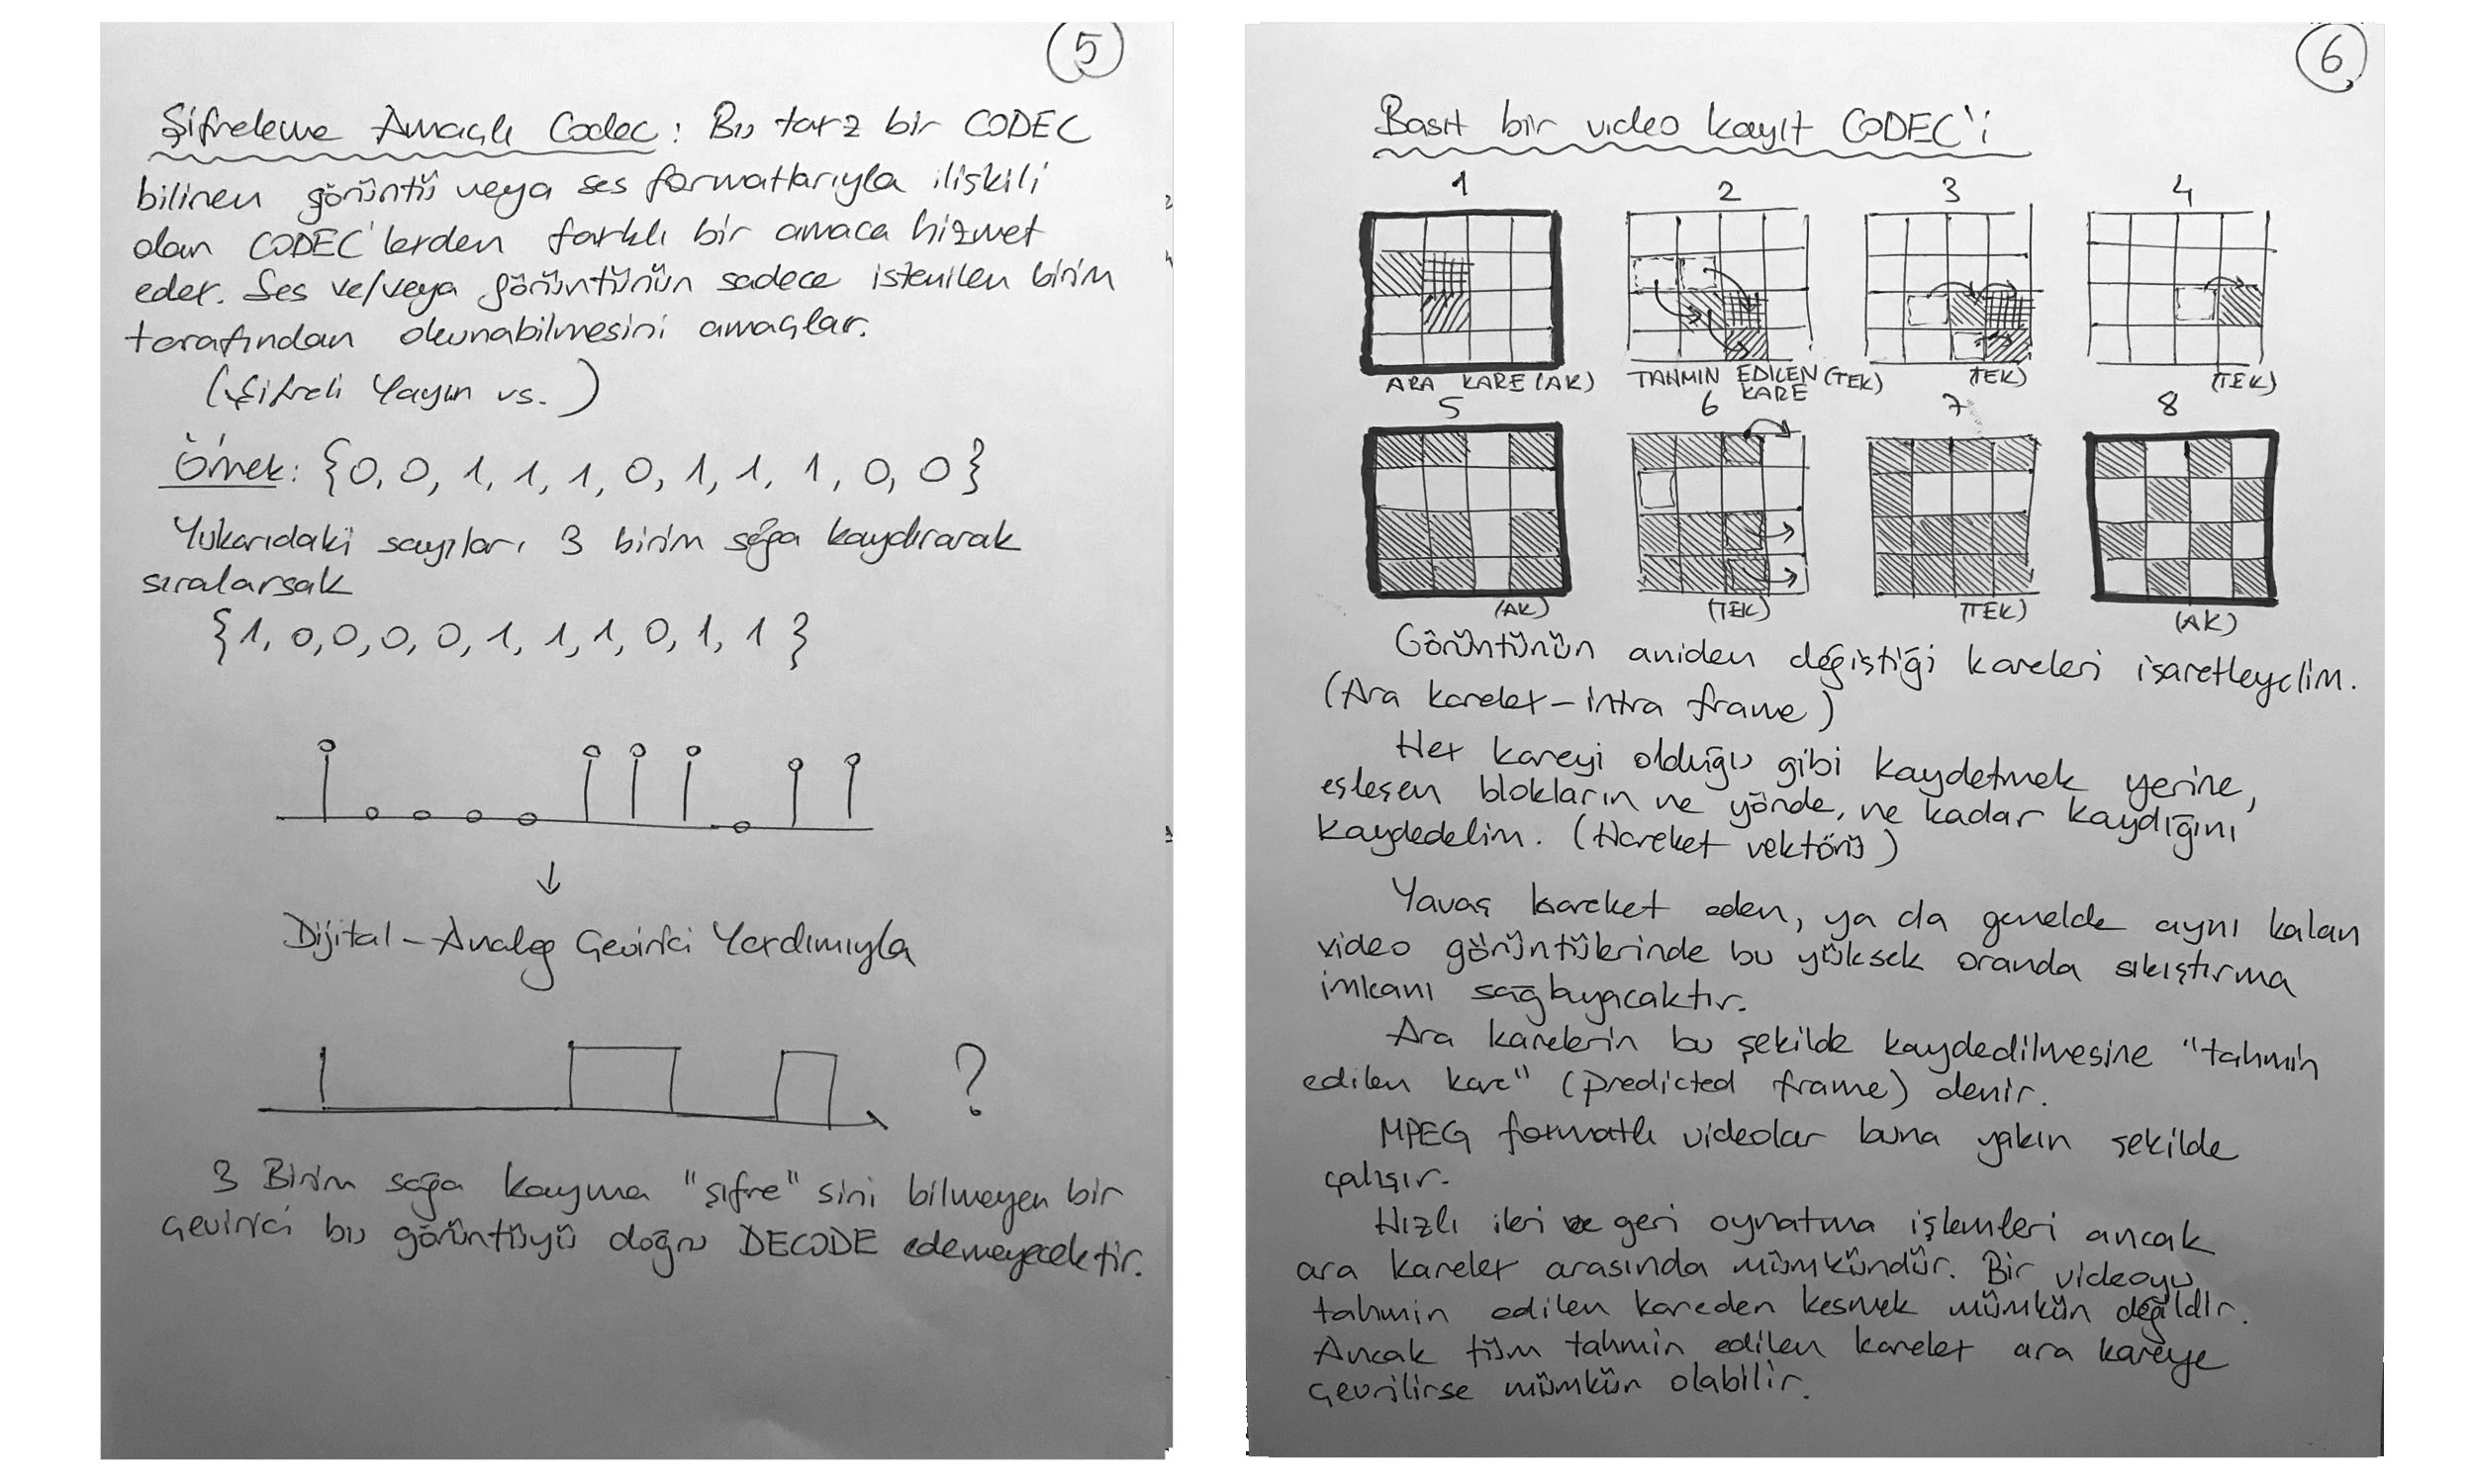 5
Şifreleme Amaçlı Codec: Bu tarz bir CODEC
bilinen görüntü veya ses formatlarıyla ilişkili
olan CODEC'lerden farklı bir amaca hizmet
eder. Ses ve/veya görüntünün sadece istenilen birim
tarafından okunabilmesini amaçlar.
(Şifreli Yayın vs.)
Örnek: {0, 0, 1, 1, 1, 0, 1, 1, 1, 0, 0}
Yukarıdaki sayıları 3 birim sağa kaydırarak
sıralarsak
{1, 0, 0, 0, 0, 1, 1, 1, 0, 1, 1}
Dijital - Analog Çevirici Yardımıyla
?
3 Birim sağa kayma "şifre"sini bilmeyen bir
çevirici bu görüntüyü doğru DECODE edemeyecektir.
6
Basit bir video kayıt CODEC'i
1 2 3 4
ARA KARE (AK) TAHMIN EDILEN (TEK) (TEK) (TEK)
KARE
5 6 7 8
(AK) (TEK) (TEK) (AK)
Görüntünün aniden değiştiği kareleri işaretleyelim.
(Ara kareler - intra frame)
Her kareyi olduğu gibi kaydetmek yerine,
eşleşen blokların ne yönde, ne kadar kaydığını
kaydedelim. (Hareket vektörü)
Yavaş hareket eden, ya da genelde aynı kalan
video görüntülerinde bu yüksek oranda sıkıştırma
imkanı sağlayacaktır.
Ara karelerin bu şekilde kaydedilmesine "tahmin
edilen kare" (predicted frame) denir.
MPEG formatlı videolar buna yakın şekilde
çalışır.
Hızlı ileri ve geri oynatma işlemleri ancak
ara kareler arasında mümkündür. Bir videoyu
tahmin edilen kareden kesmek mümkün değildir.
Ancak tüm tahmin edilen kareler ara kareye
çevrilirse mümkün olabilir.